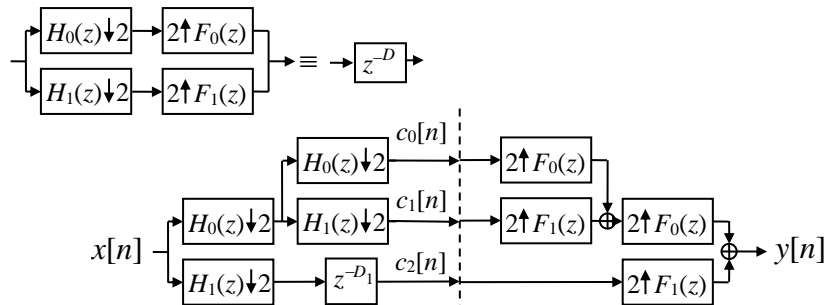 H₀(z)↓2 2↑F₀(z)
≡ z⁻ᴰ
H₁(z)↓2 2↑F₁(z)
c₀[n]
H₀(z)↓2 2↑F₀(z)
c₁[n]
H₀(z)↓2 H₁(z)↓2 2↑F₁(z) ⊕ 2↑F₀(z)
x[n] ⊕ y[n]
c₂[n]
H₁(z)↓2 z^{−D₁} 2↑F₁(z)